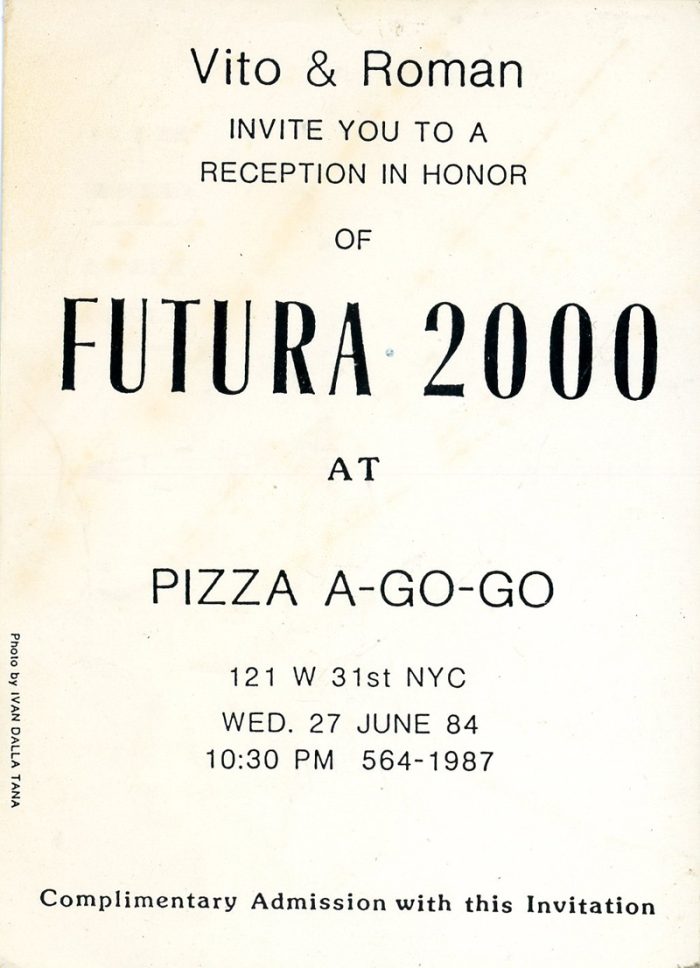 Vito & Roman
INVITE YOU TO A
RECEPTION IN HONOR
OF
FUTURA 2000
AT
PIZZA A-GO-GO
121 W 31st NYC
WED. 27 JUNE 84
10:30 PM 564-1987
Photo by IVAN DALLA TANA
Complimentary Admission with this Invitation